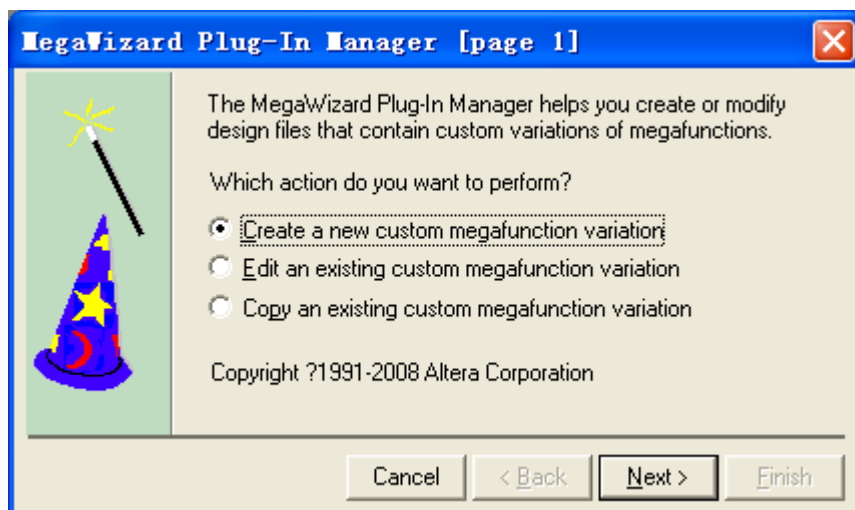 MegaWizard Plug-In Manager [page 1]
The MegaWizard Plug-In Manager helps you create or modify
design files that contain custom variations of megafunctions.
Which action do you want to perform?
Create a new custom megafunction variation
Edit an existing custom megafunction variation
Copy an existing custom megafunction variation
Copyright ?1991-2008 Altera Corporation
Cancel < Back Next > Finish